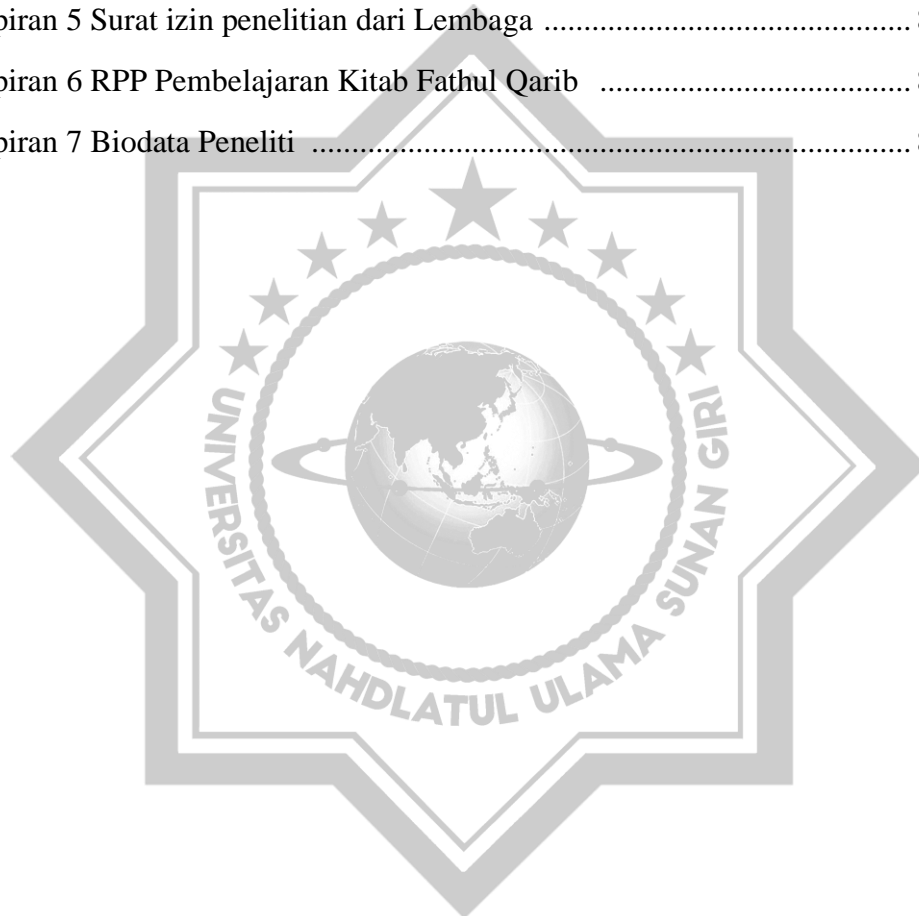 piran 5 Surat izin penelitian dari Lembaga ....................................
piran 6 RPP Pembelajaran Kitab Fathul Qarib ...................................
piran 7 Biodata Peneliti .....................................................................
UNIVERSITAS NAHDLATUL ULAMA SUNAN GIRI